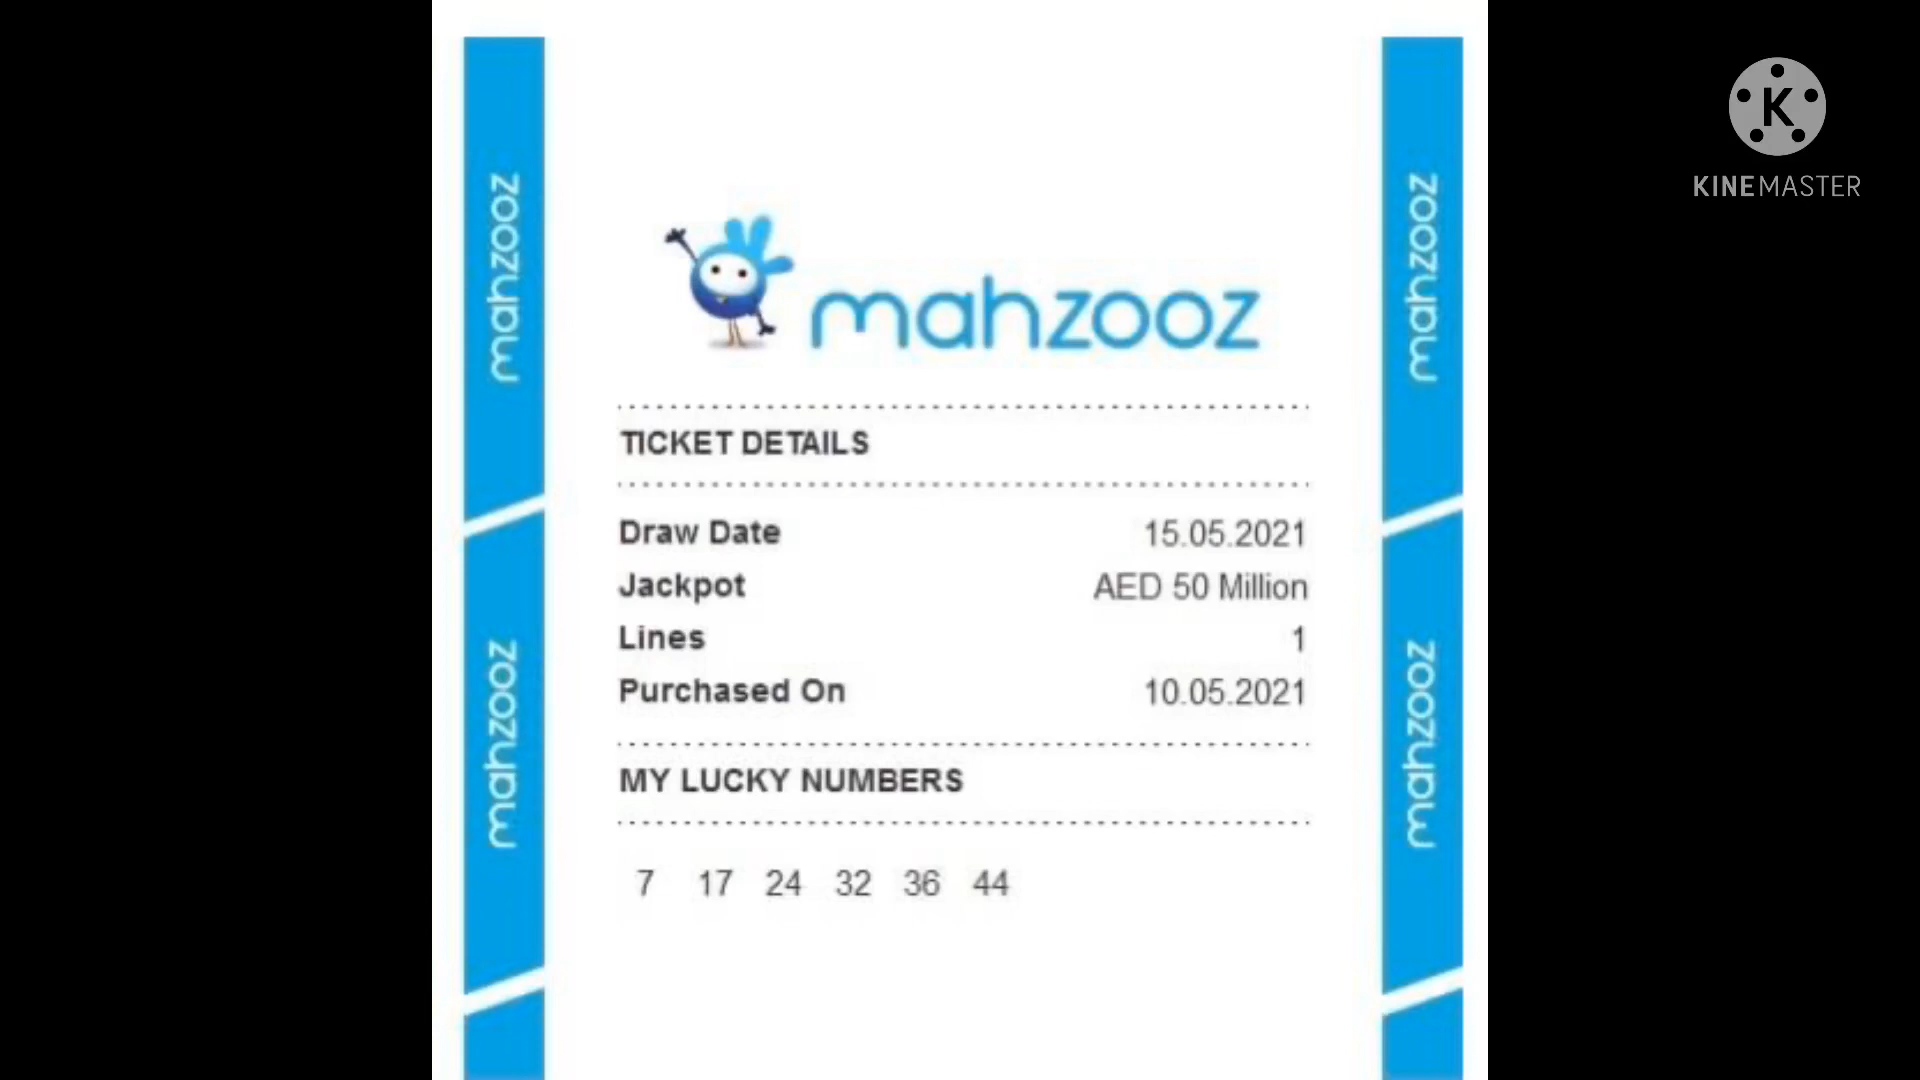 mahzooz
mahzooz
KINEMASTER
mahzooz
TICKET DETAILS
Draw Date 15.05.2021
Jackpot AED 50 Million
Lines 1
Purchased On 10.05.2021
MY LUCKY NUMBERS
7 17 24 32 36 44
mahzooz
mahzooz